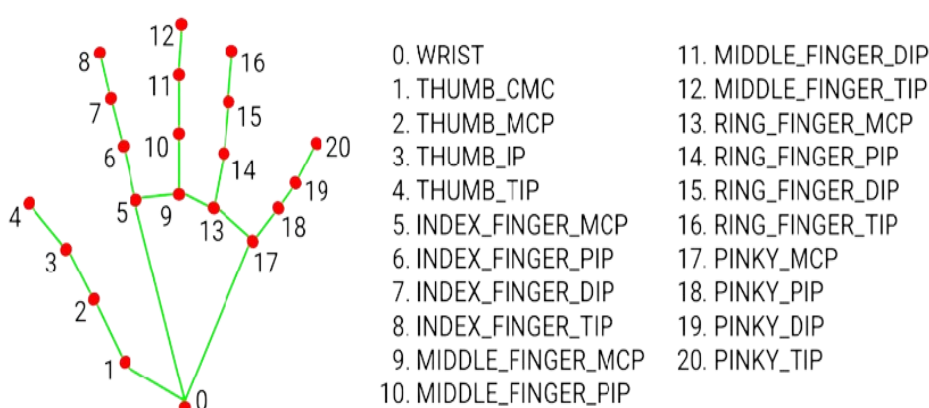 12
8
16
11
7
15
10
6
20
14
19
4
5
9
13
18
3
17
2
1
0
0. WRIST
1. THUMB_CMC
2. THUMB_MCP
3. THUMB_IP
4. THUMB_TIP
5. INDEX_FINGER_MCP
6. INDEX_FINGER_PIP
7. INDEX_FINGER_DIP
8. INDEX_FINGER_TIP
9. MIDDLE_FINGER_MCP
10. MIDDLE_FINGER_PIP
11. MIDDLE_FINGER_DIP
12. MIDDLE_FINGER_TIP
13. RING_FINGER_MCP
14. RING_FINGER_PIP
15. RING_FINGER_DIP
16. RING_FINGER_TIP
17. PINKY_MCP
18. PINKY_PIP
19. PINKY_DIP
20. PINKY_TIP